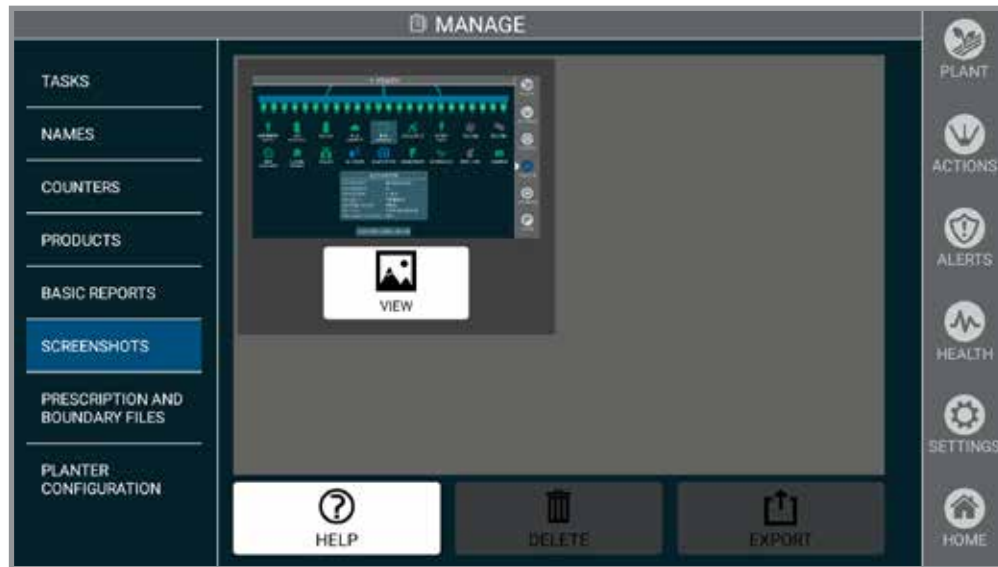 MANAGE
TASKS
NAMES
COUNTERS
PRODUCTS
BASIC REPORTS
SCREENSHOTS
PRESCRIPTION AND
BOUNDARY FILES
PLANTER
CONFIGURATION
VIEW
HELP
DELETE
EXPORT
PLANT
ACTIONS
ALERTS
HEALTH
SETTINGS
HOME